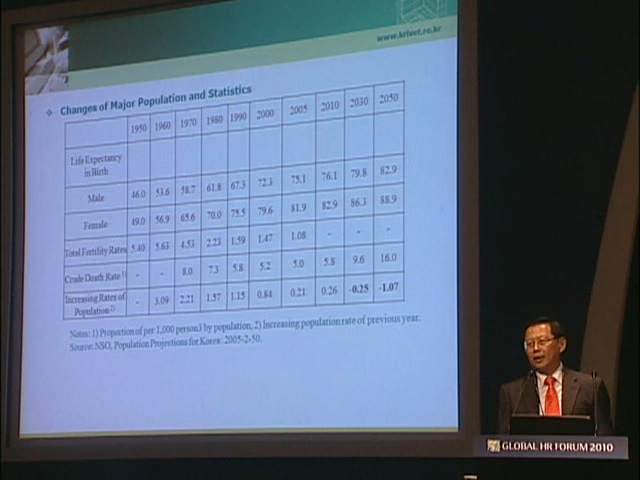 www.krivet.re.kr
❖ Changes of Major Population and Statistics
1950 1960 1970 1980 1990 2000 2005 2010 2030 2050
Life Expectancy
in Birth
Male 46.0 53.6 58.7 61.8 67.3 72.3 75.1 76.1 79.8 82.9
Female 49.0 56.9 65.6 70.0 75.5 79.6 81.9 82.9 86.3 88.9
Total Fertility Rates 5.40 5.63 4.53 2.23 1.59 1.47 1.08 - - -
Crude Death Rate 1) - - 8.0 7.3 5.8 5.2 5.0 5.8 9.6 16.0
Increasing Rates of
Population 2) - 3.09 2.21 1.57 1.15 0.84 0.21 0.26 -0.25 -1.07
Notes: 1) Proportion of per 1,000 person3 by population, 2) Increasing population rate of previous year.
Source: NSO, Population Projections for Korea: 2005-2-50.
GLOBAL HR FORUM 2010